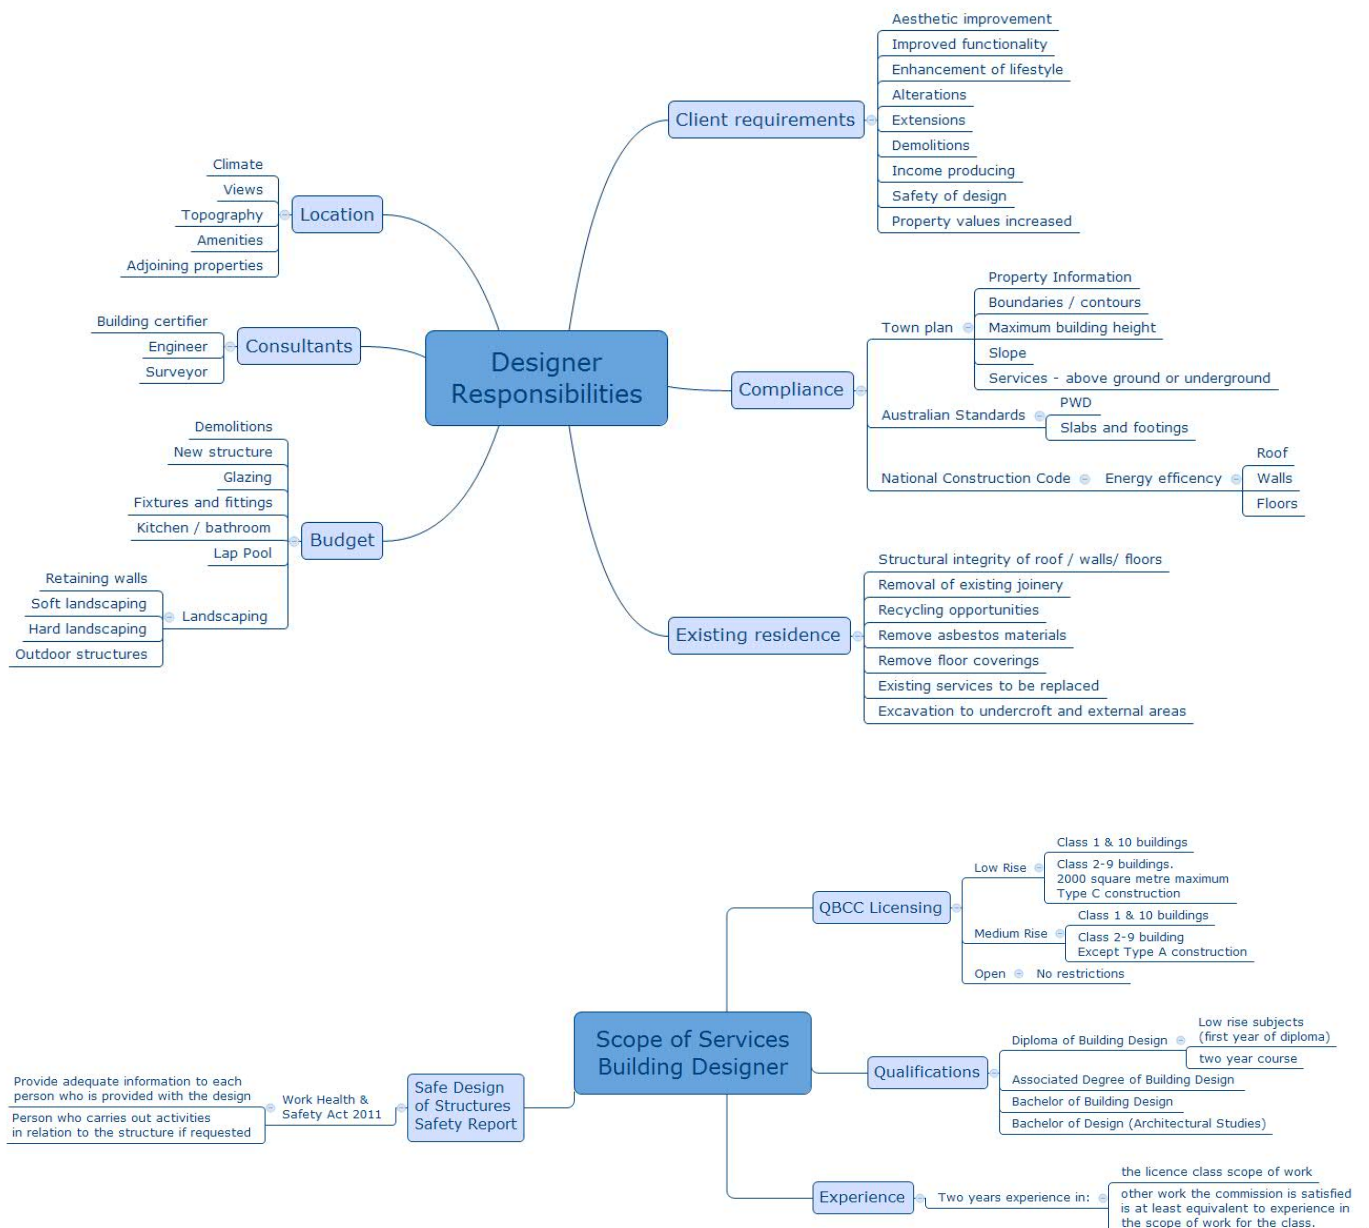 Designer
Responsibilities
Client requirements
Aesthetic improvement
Improved functionality
Enhancement of lifestyle
Alterations
Extensions
Demolitions
Income producing
Safety of design
Property values increased
Compliance
Town plan
Property Information
Boundaries / contours
Maximum building height
Slope
Services - above ground or underground
Australian Standards
PWD
Slabs and footings
National Construction Code
Energy efficency
Roof
Walls
Floors
Existing residence
Structural integrity of roof / walls/ floors
Removal of existing joinery
Recycling opportunities
Remove asbestos materials
Remove floor coverings
Existing services to be replaced
Excavation to undercroft and external areas
Location
Climate
Views
Topography
Amenities
Adjoining properties
Consultants
Building certifier
Engineer
Surveyor
Budget
Demolitions
New structure
Glazing
Fixtures and fittings
Kitchen / bathroom
Lap Pool
Landscaping
Retaining walls
Soft landscaping
Hard landscaping
Outdoor structures
Scope of Services
Building Designer
QBCC Licensing
Low Rise
Class 1 & 10 buildings
Class 2-9 buildings.
2000 square metre maximum
Type C construction
Medium Rise
Class 1 & 10 buildings
Class 2-9 building
Except Type A construction
Open
No restrictions
Qualifications
Diploma of Building Design
Low rise subjects
(first year of diploma)
two year course
Associated Degree of Building Design
Bachelor of Building Design
Bachelor of Design (Architectural Studies)
Experience
Two years experience in:
the licence class scope of work
other work the commission is satisfied
is at least equivalent to experience in
the scope of work for the class.
Safe Design
of Structures
Safety Report
Work Health &
Safety Act 2011
Provide adequate information to each
person who is provided with the design
Person who carries out activities
in relation to the structure if requested